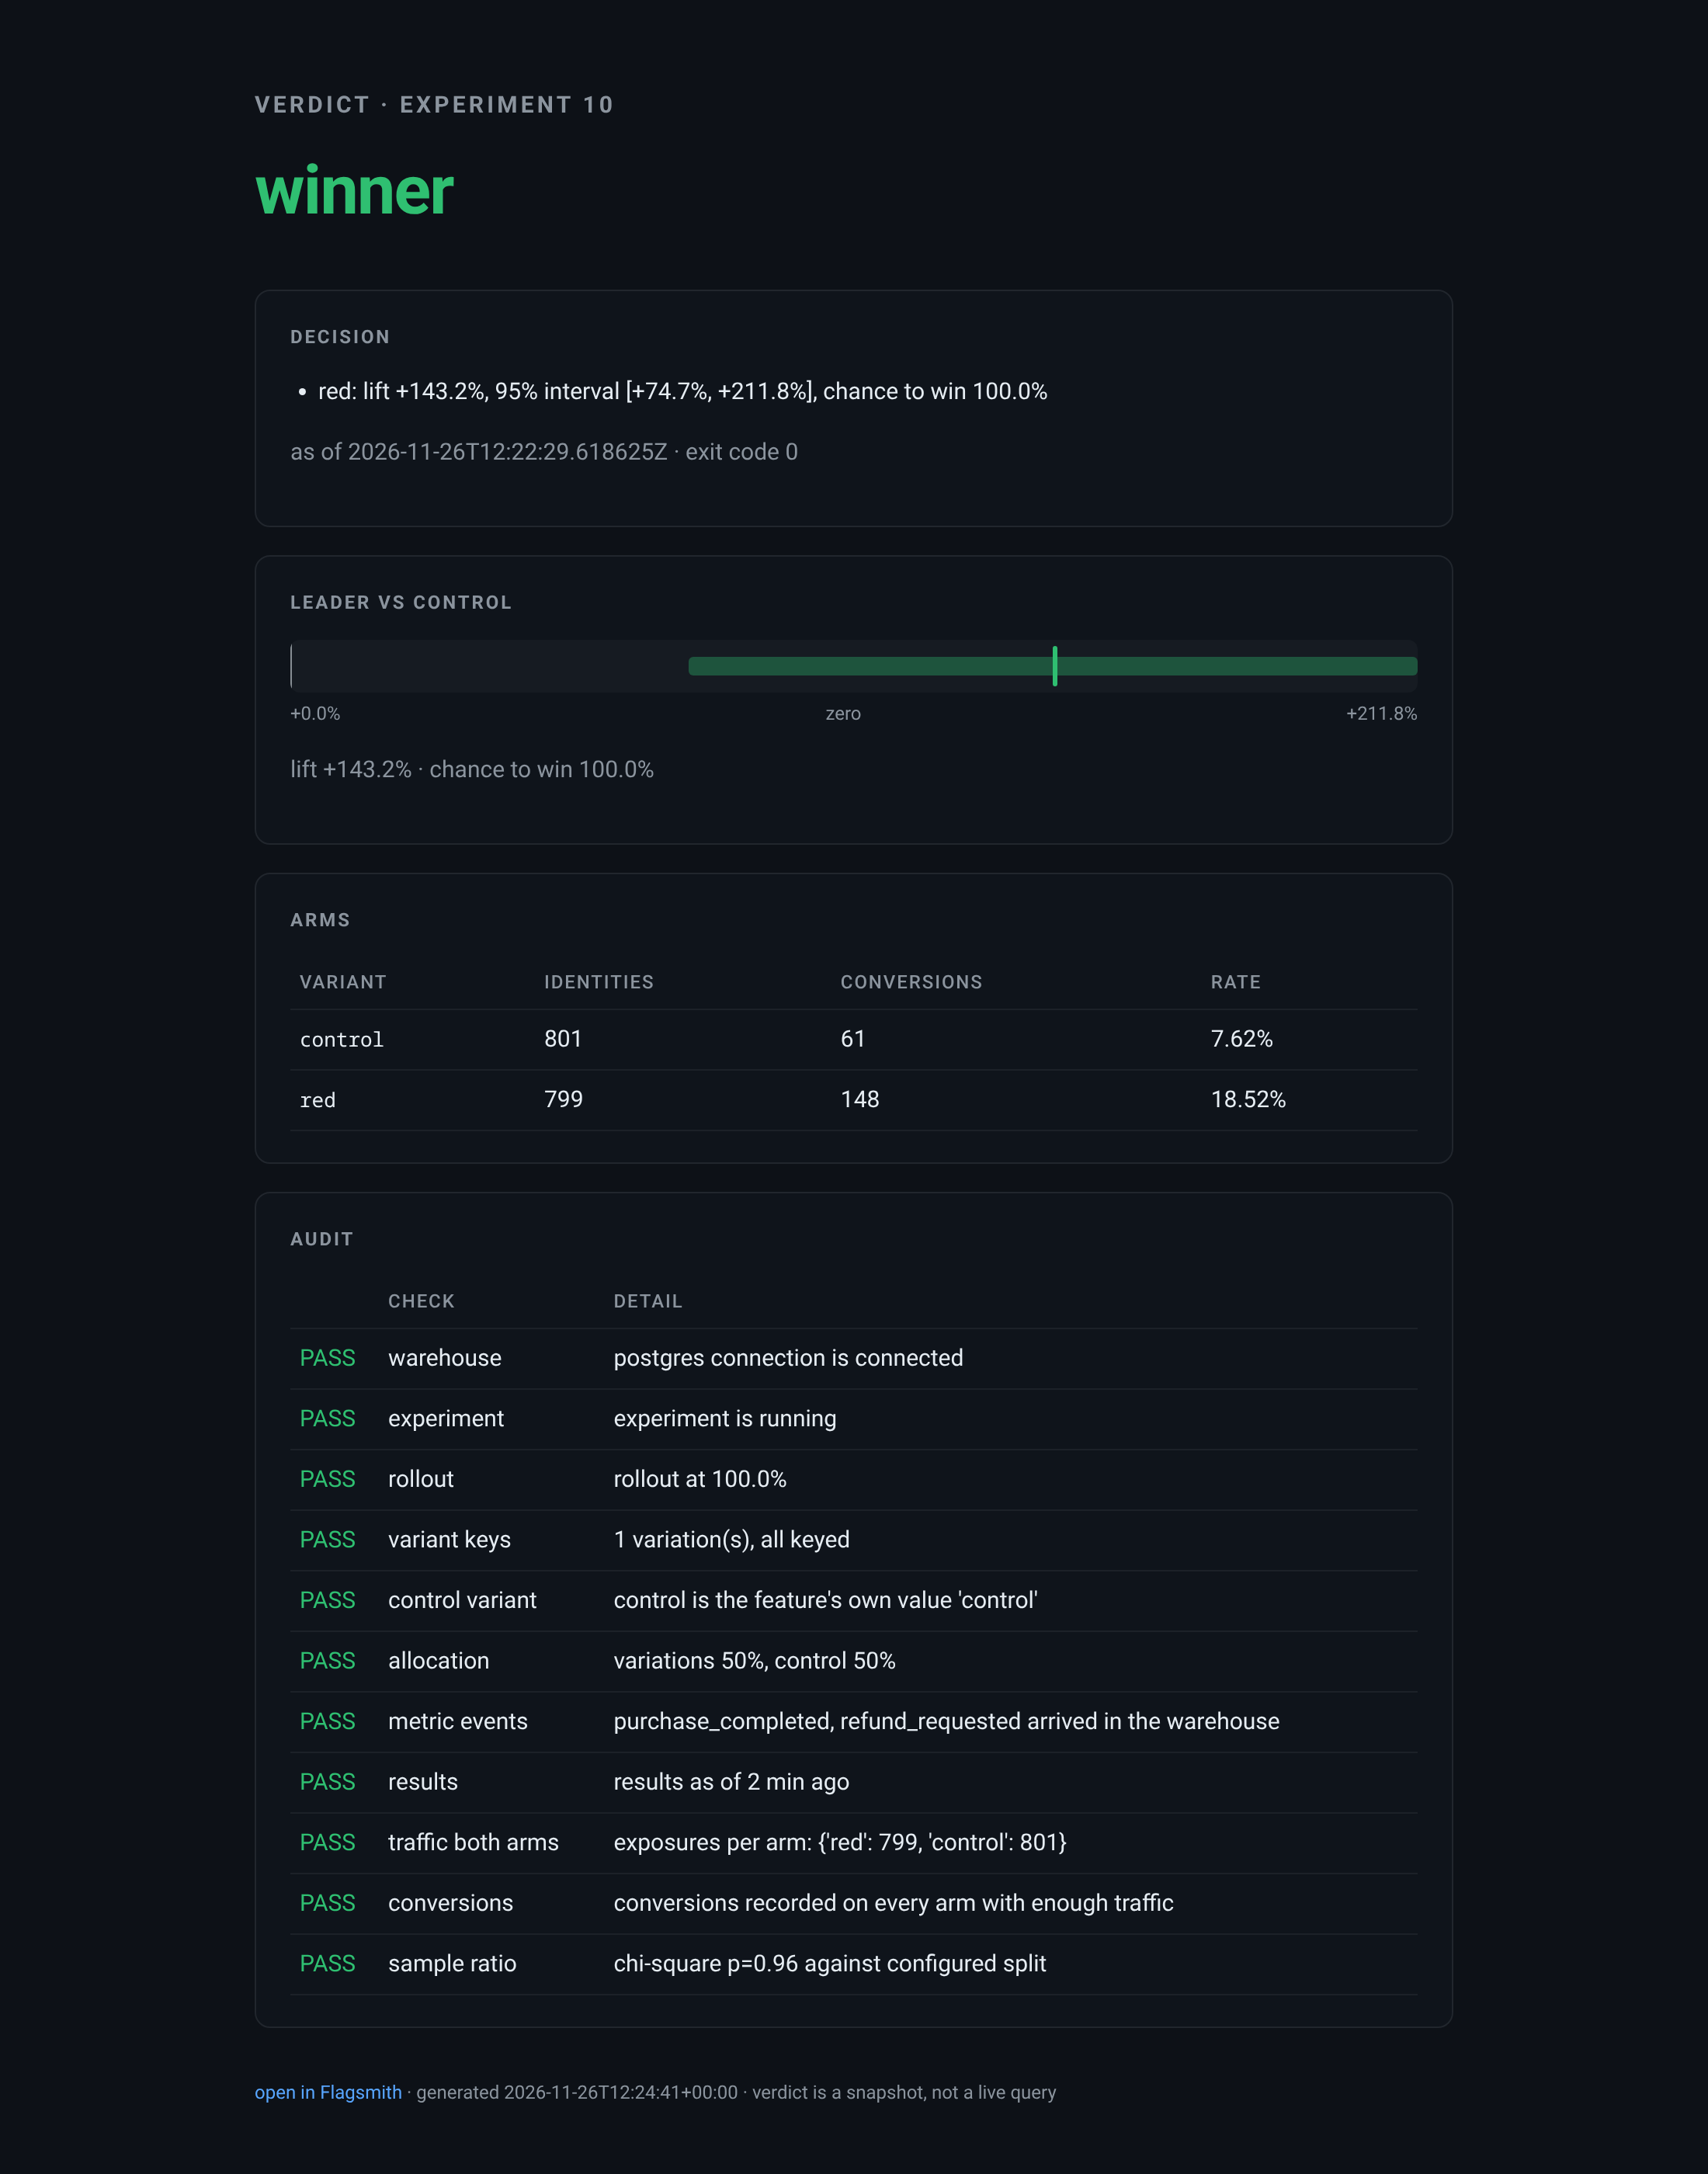 VERDICT · EXPERIMENT 10
winner
DECISION
• red: lift +143.2%, 95% interval [+74.7%, +211.8%], chance to win 100.0%
as of 2026-11-26T12:22:29.618625Z · exit code 0
LEADER VS CONTROL
+0.0% zero +211.8%
lift +143.2% · chance to win 100.0%
ARMS
VARIANT IDENTITIES CONVERSIONS RATE
control 801 61 7.62%
red 799 148 18.52%
AUDIT
CHECK DETAIL
PASS warehouse postgres connection is connected
PASS experiment experiment is running
PASS rollout rollout at 100.0%
PASS variant keys 1 variation(s), all keyed
PASS control variant control is the feature's own value 'control'
PASS allocation variations 50%, control 50%
PASS metric events purchase_completed, refund_requested arrived in the warehouse
PASS results results as of 2 min ago
PASS traffic both arms exposures per arm: {'red': 799, 'control': 801}
PASS conversions conversions recorded on every arm with enough traffic
PASS sample ratio chi-square p=0.96 against configured split
open in Flagsmith · generated 2026-11-26T12:24:41+00:00 · verdict is a snapshot, not a live query